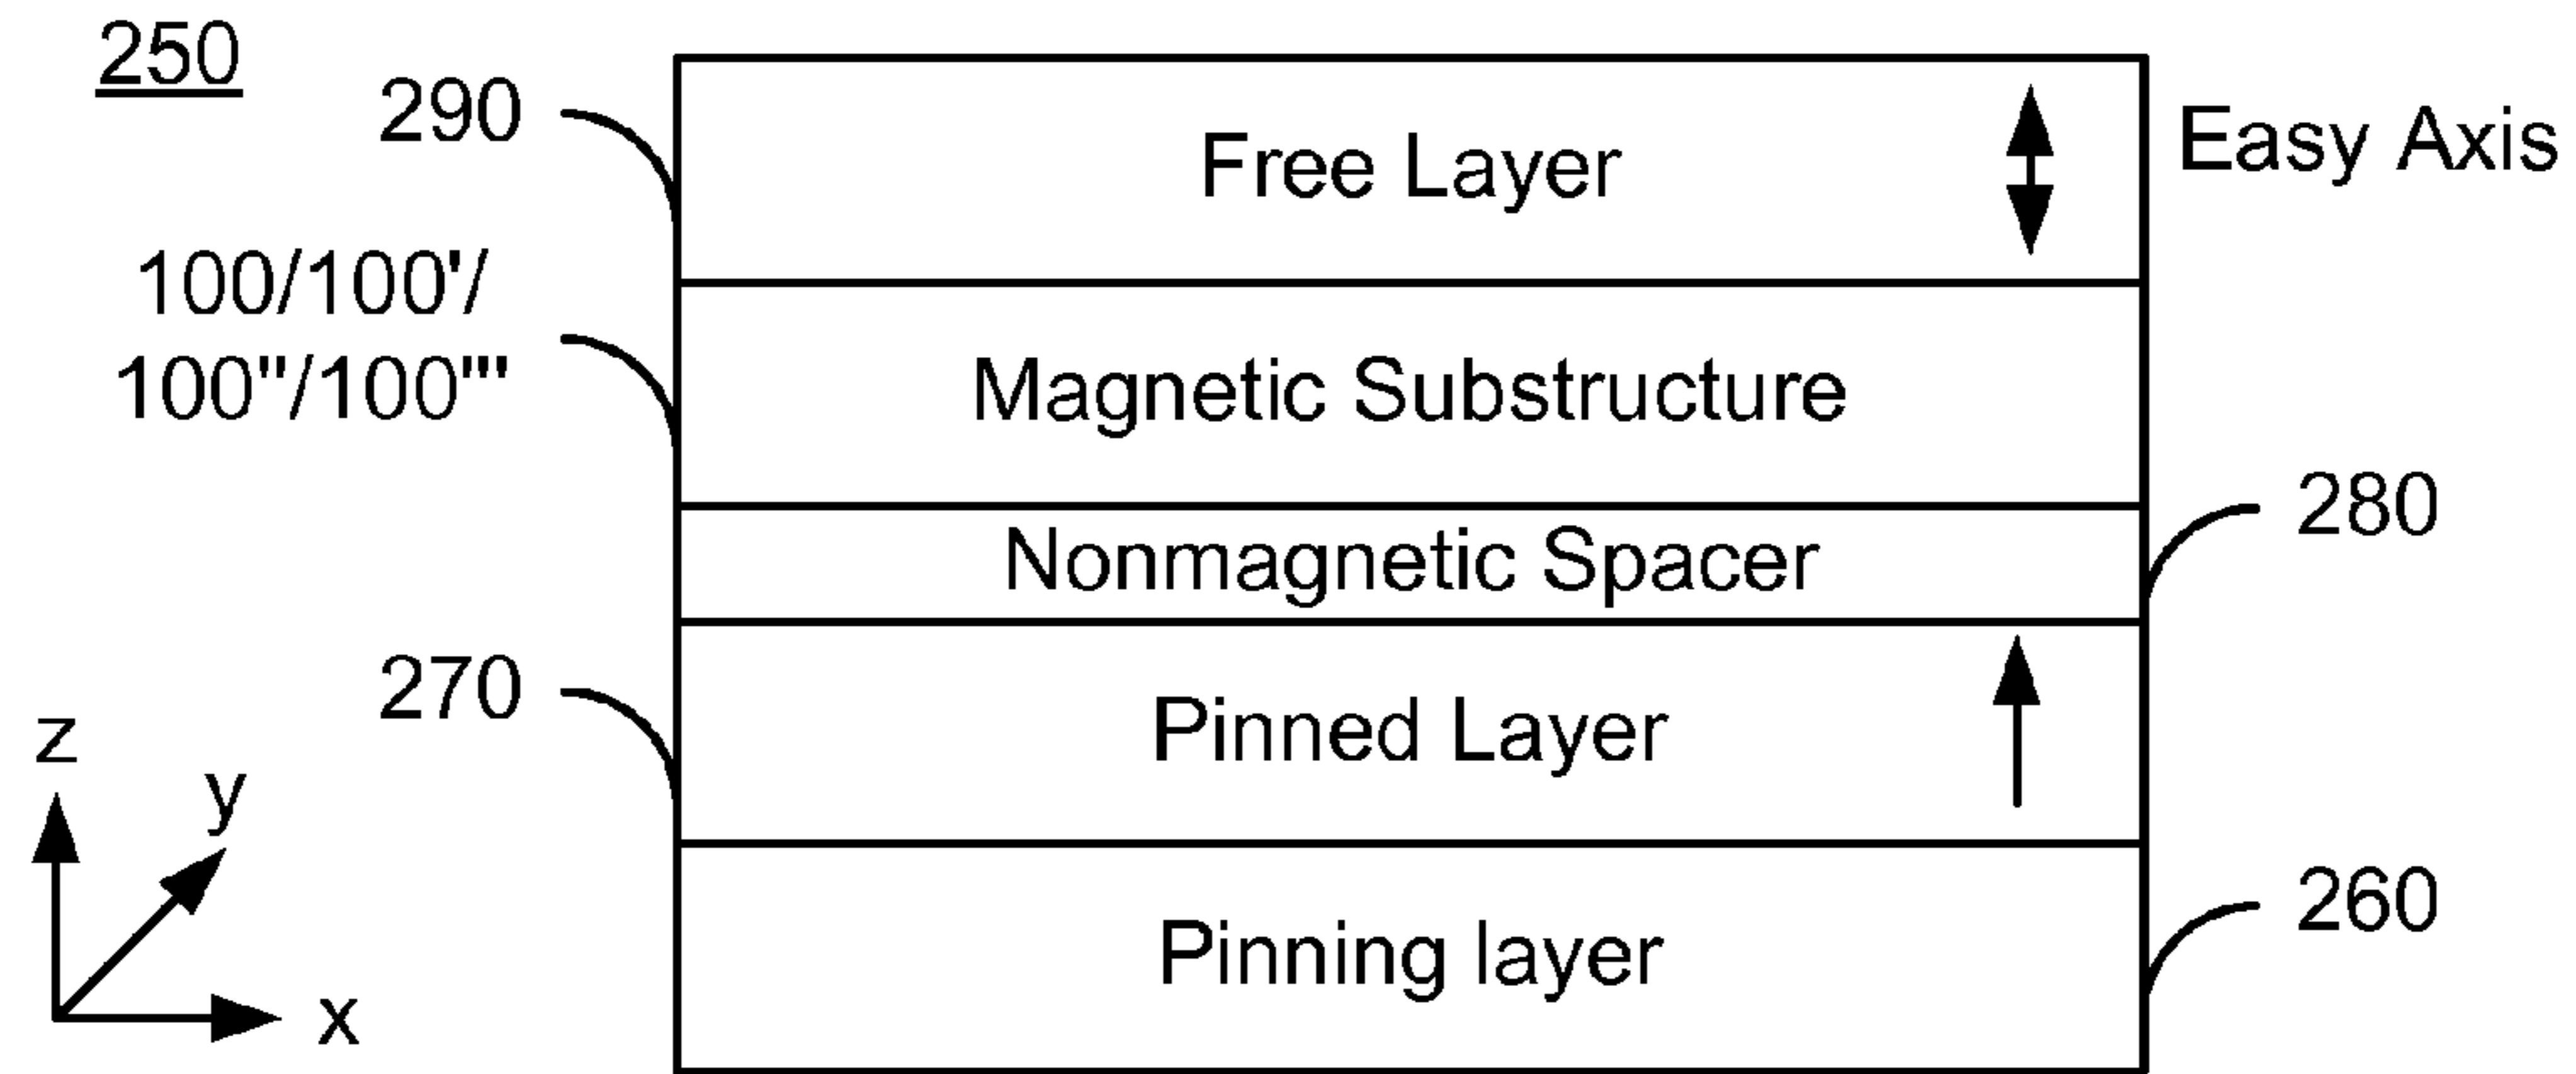 250
290
Free Layer
Easy Axis
100/100'/
100"/100'"
Magnetic Substructure
280
Nonmagnetic Spacer
270
Pinned Layer
z
y
x
260
Pinning layer